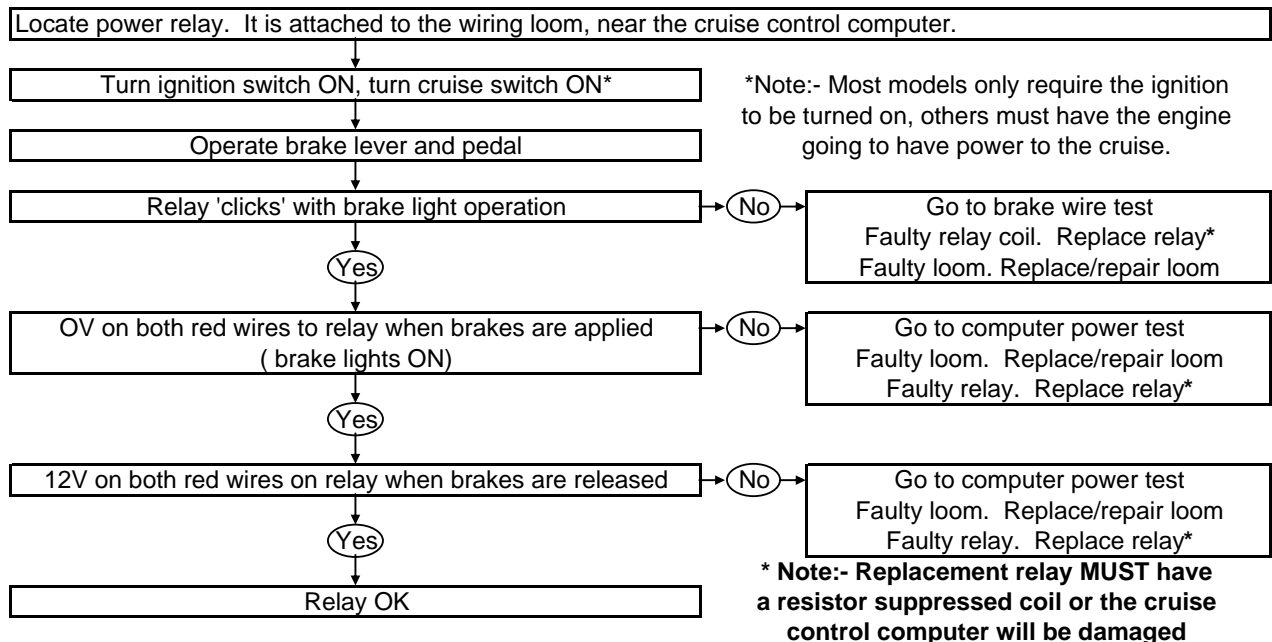 Locate power relay. It is attached to the wiring loom, near the cruise control computer.
Turn ignition switch ON, turn cruise switch ON*
*Note:- Most models only require the ignition
to be turned on, others must have the engine
going to have power to the cruise.
Operate brake lever and pedal
Relay 'clicks' with brake light operation
No
Go to brake wire test
Faulty relay coil. Replace relay*
Faulty loom. Replace/repair loom
Yes
OV on both red wires to relay when brakes are applied
( brake lights ON)
No
Go to computer power test
Faulty loom. Replace/repair loom
Faulty relay. Replace relay*
Yes
12V on both red wires on relay when brakes are released
No
Go to computer power test
Faulty loom. Replace/repair loom
Faulty relay. Replace relay*
Yes
Relay OK
* Note:- Replacement relay MUST have
a resistor suppressed coil or the cruise
control computer will be damaged